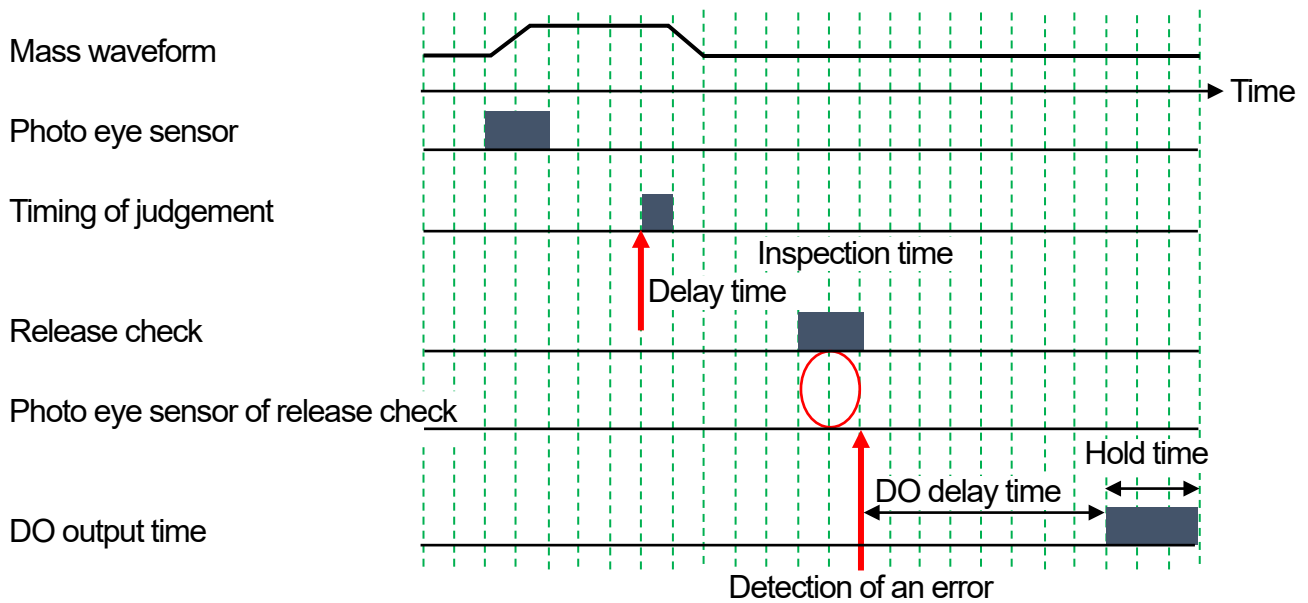 Mass waveform
Time
Photo eye sensor
Timing of judgement
Inspection time
Delay time
Release check
Photo eye sensor of release check
Hold time
DO delay time
DO output time
Detection of an error